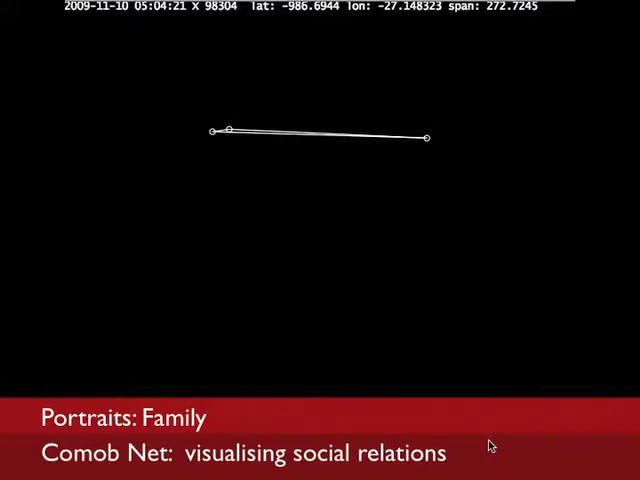 2009-11-10 05:04:21 X 98304 lat: -986.6944 lon: -27.148323 span: 272.7245
Portraits: Family
Comob Net: visualising social relations